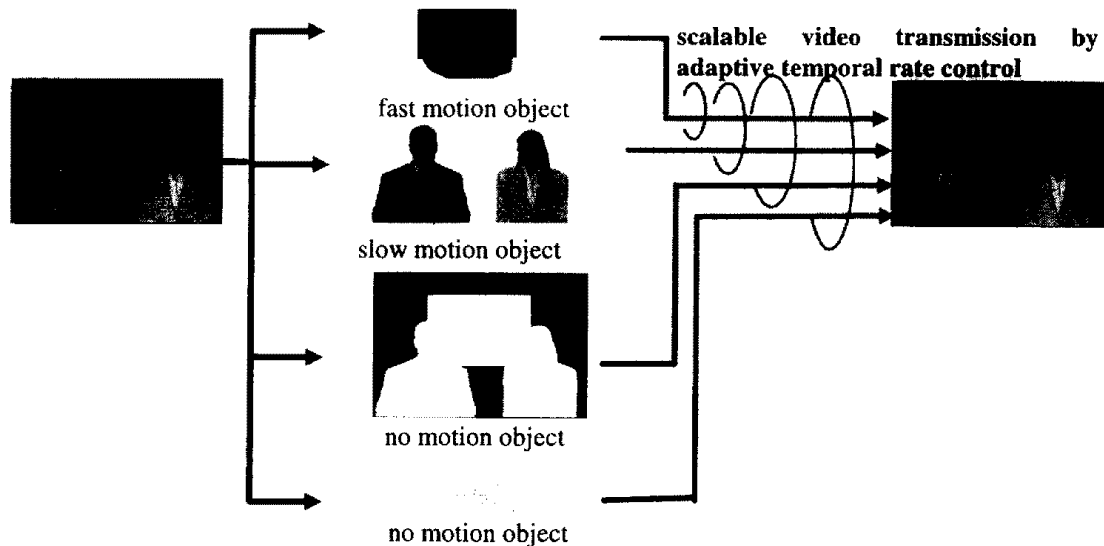 scalable video transmission by
adaptive temporal rate control
fast motion object
slow motion object
no motion object
no motion object